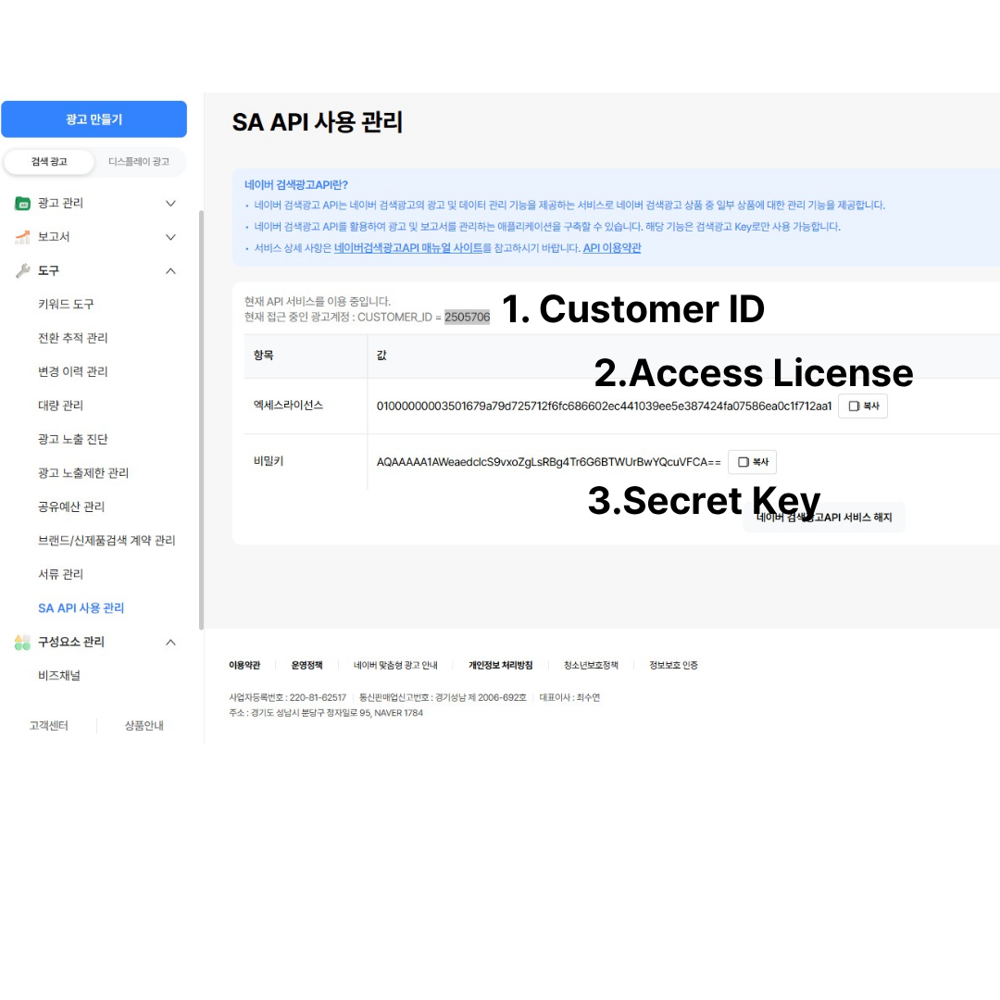 광고 만들기
검색 광고
디스플레이 광고
광고 관리
보고서
도구
키워드 도구
전환 추적 관리
변경 이력 관리
대량 관리
광고 노출 진단
광고 노출제한 관리
공유예산 관리
브랜드/신제품검색 계약 관리
서류 관리
SA API 사용 관리
구성요소 관리
비즈채널
고객센터
상품안내
SA API 사용 관리
네이버 검색광고API란?
• 네이버 검색광고 API는 네이버 검색광고의 광고 및 데이터 관리 기능을 제공하는 서비스로 네이버 검색광고 상품 중 일부 상품에 대한 관리 기능을 제공합니다.
• 네이버 검색광고 API를 활용하여 광고 및 보고서를 관리하는 애플리케이션을 구축할 수 있습니다. 해당 기능은 검색광고 Key로만 사용 가능합니다.
• 서비스 상세 사항은 네이버검색광고API 매뉴얼 사이트를 참고하시기 바랍니다. API 이용약관
현재 API 서비스를 이용 중입니다.
현재 접근 중인 광고계정 : CUSTOMER_ID = 2505706
1. Customer ID
항목
값
2.Access License
엑세스라이선스
01000000003501679a79d725712f6fc686602ec441039ee5e387424fa07586ea0c1f712aa1
복사
비밀키
AQAAAAA1AWeaedclcS9vxoZgLsRBg4Tr6G6BTWUrBwYQcuVFCA==
복사
3.Secret Key
네이버 검색광고API 서비스 해지
이용약관
운영정책
네이버 맞춤형 광고 안내
개인정보 처리방침
청소년보호정책
정보보호 인증
사업자등록번호 : 220-81-62517
통신판매업신고번호 : 경기성남 제 2006-692호
대표이사 : 최수연
주소 : 경기도 성남시 분당구 정자일로 95, NAVER 1784